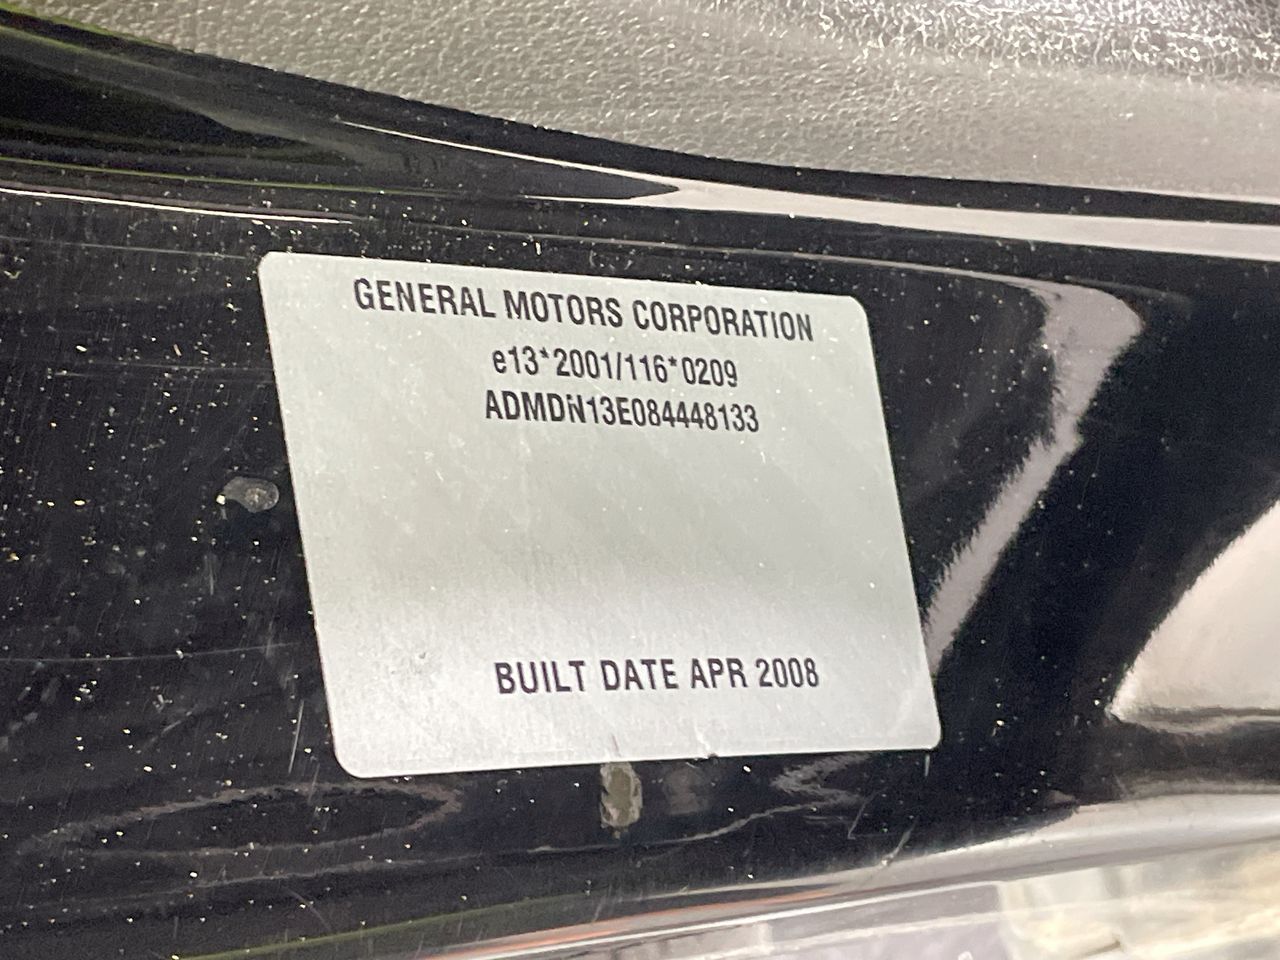 GENERAL MOTORS CORPORATION
e13*2001/116*0209
ADMDN13E084448133
BUILT DATE APR 2008